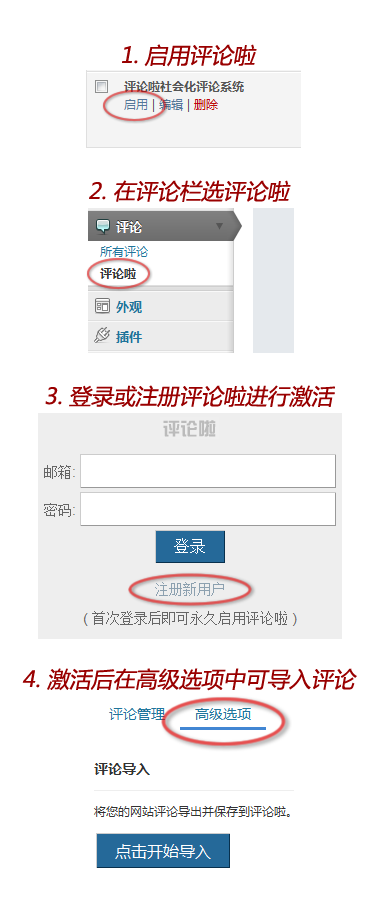 1. 启用评论啦
评论啦社会化评论系统
启用 | 编辑 | 删除
2. 在评论栏选评论啦
评论
所有评论
评论啦
外观
插件
3. 登录或注册评论啦进行激活
评论啦
邮箱:
密码:
登录
注册新用户
(首次登录后即可永久启用评论啦)
4. 激活后在高级选项中可导入评论
评论管理 高级选项
评论导入
将您的网站评论导出并保存到评论啦。
点击开始导入